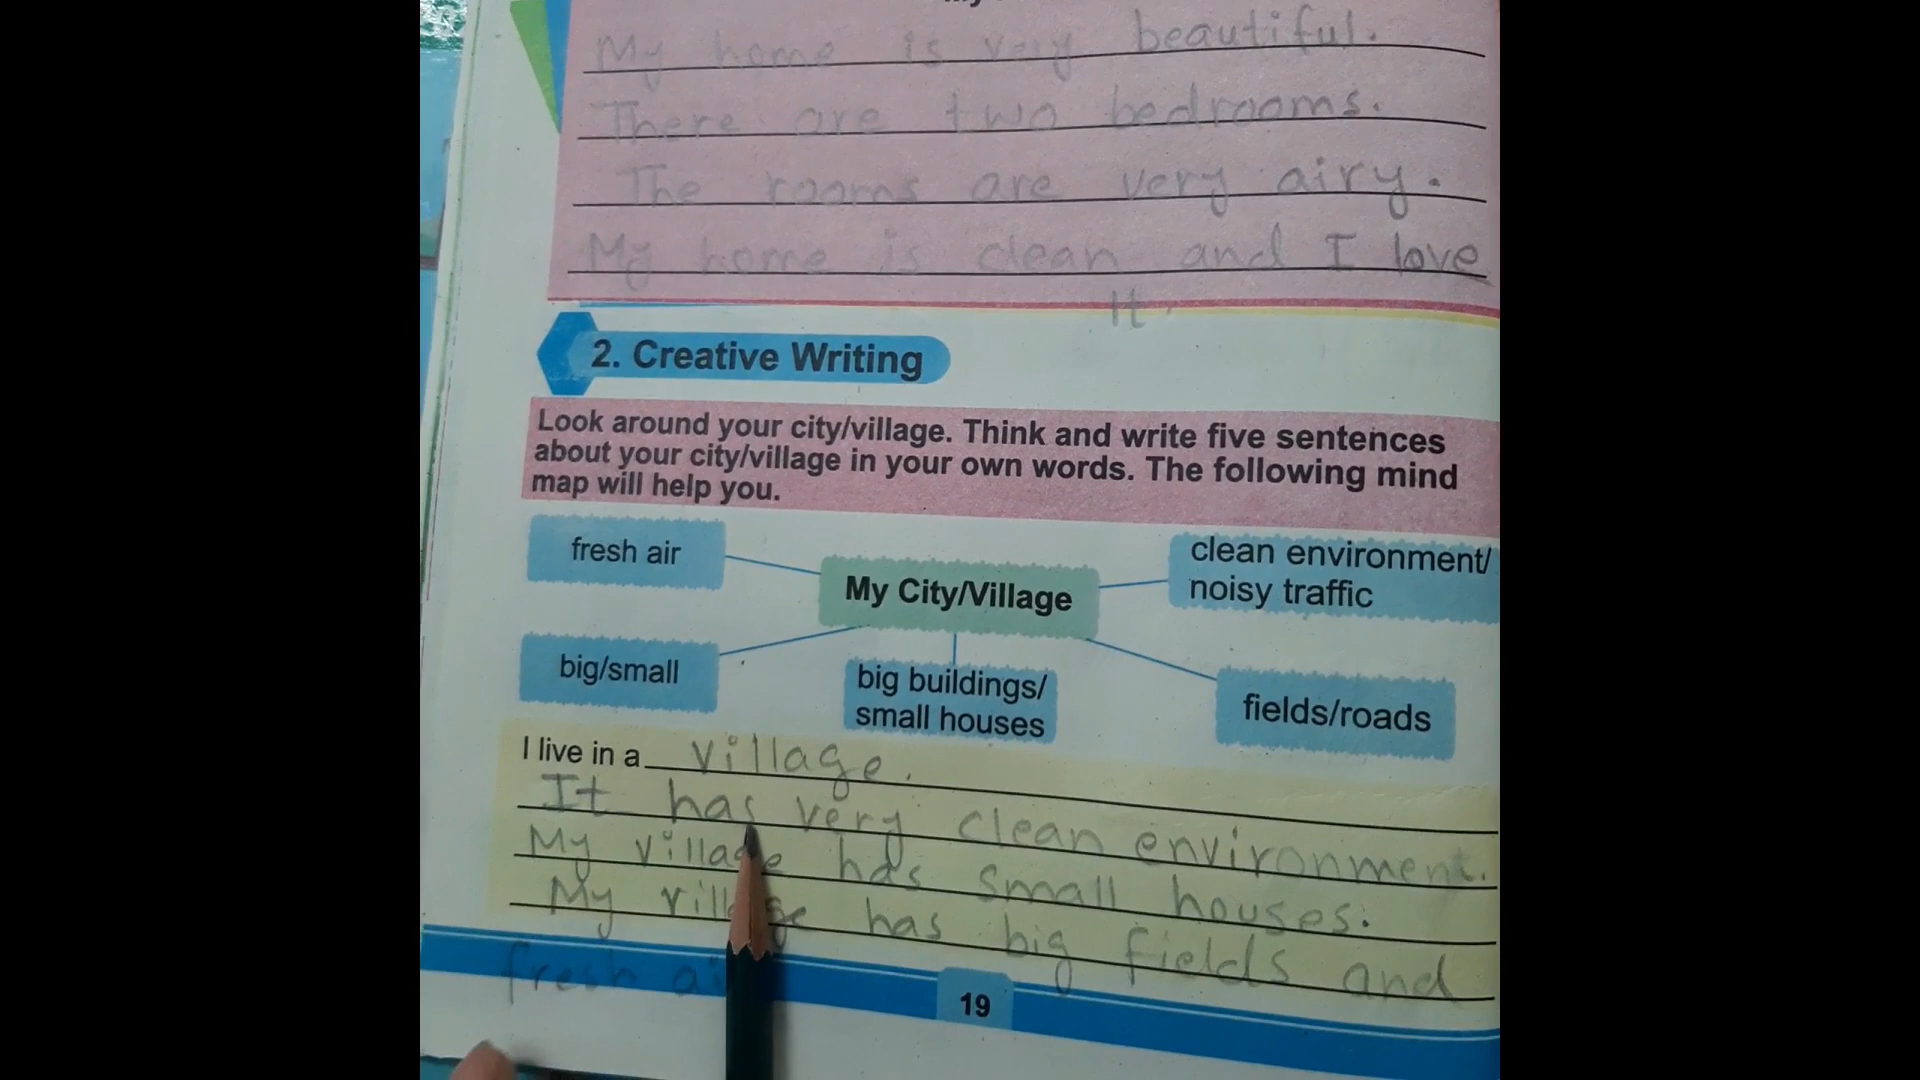 My home is very beautiful.
There are two bedrooms.
The rooms are very airy.
My home is clean and I love
It.
2. Creative Writing
Look around your city/village. Think and write five sentences
about your city/village in your own words. The following mind
map will help you.
fresh air
clean environment/
noisy traffic
My City/Village
big/small
big buildings/
small houses
fields/roads
I live in a village.
It has very clean environment.
My village has small houses.
My village has big fields and
fresh
19